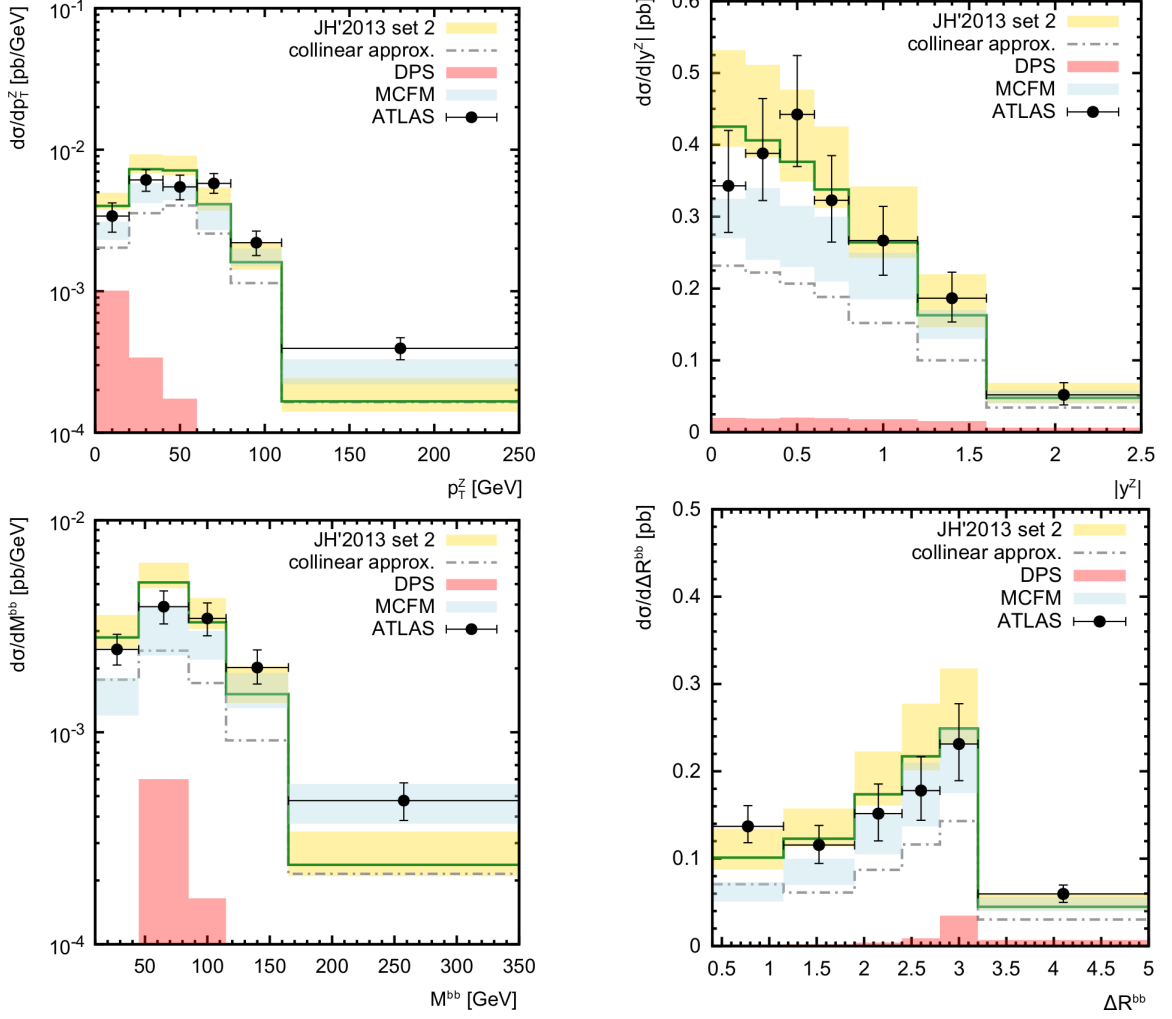 dσ/dp_T^Z [pb/GeV]
10^-1
10^-2
10^-3
10^-4
JH'2013 set 2
collinear approx.
DPS
MCFM
ATLAS
0 50 100 150 200 250
p_T^Z [GeV]
dσ/d|y^Z| [pb]
0.6
0.5
0.4
0.3
0.2
0.1
0
JH'2013 set 2
collinear approx.
DPS
MCFM
ATLAS
0 0.5 1 1.5 2 2.5
|y^Z|
dσ/dM^bb [pb/GeV]
10^-2
10^-3
10^-4
JH'2013 set 2
collinear approx.
DPS
MCFM
ATLAS
50 100 150 200 250 300 350
M^bb [GeV]
dσ/dΔR^bb [pb]
0.5
0.4
0.3
0.2
0.1
0
JH'2013 set 2
collinear approx.
DPS
MCFM
ATLAS
0.5 1 1.5 2 2.5 3 3.5 4 4.5 5
ΔR^bb